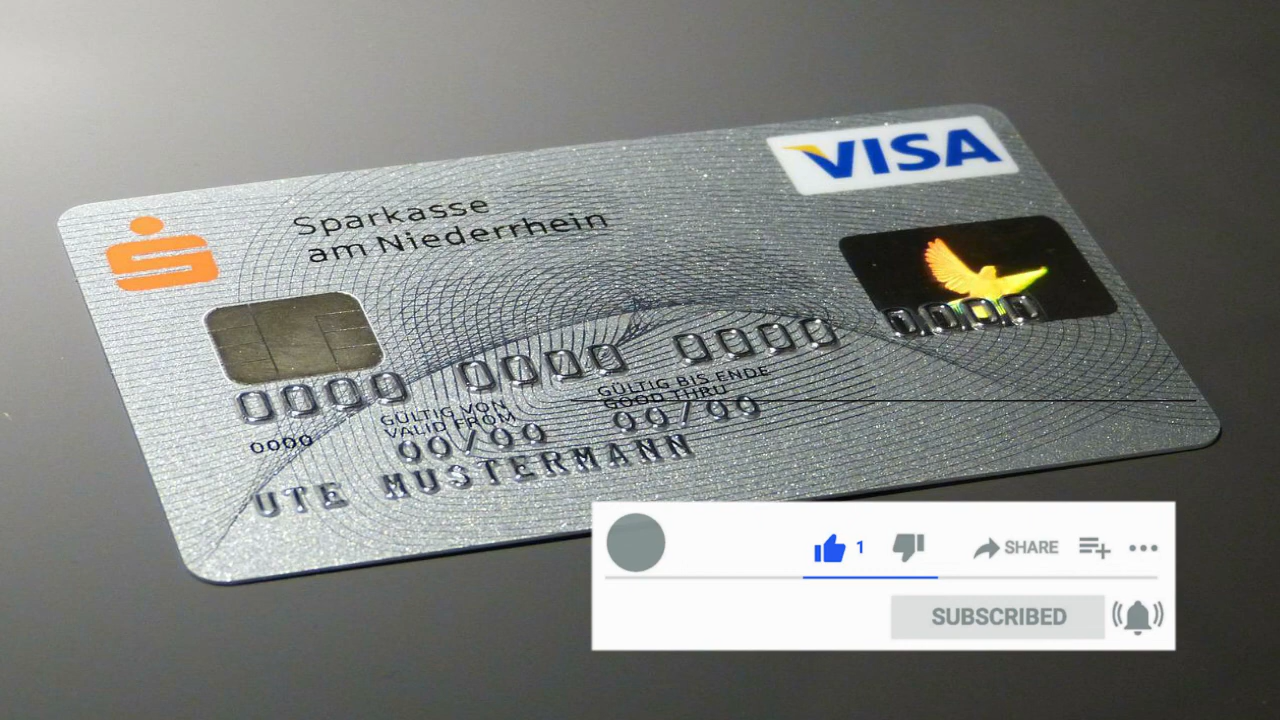 VISA
Sparkasse
am Niederrhein
0000 0000 0000 0000
GÜLTIG VON
VALID FROM
GÜLTIG BIS ENDE
GOOD THRU
0000
00/00
00/00
UTE MUSTERMANN
1
SHARE
SUBSCRIBED